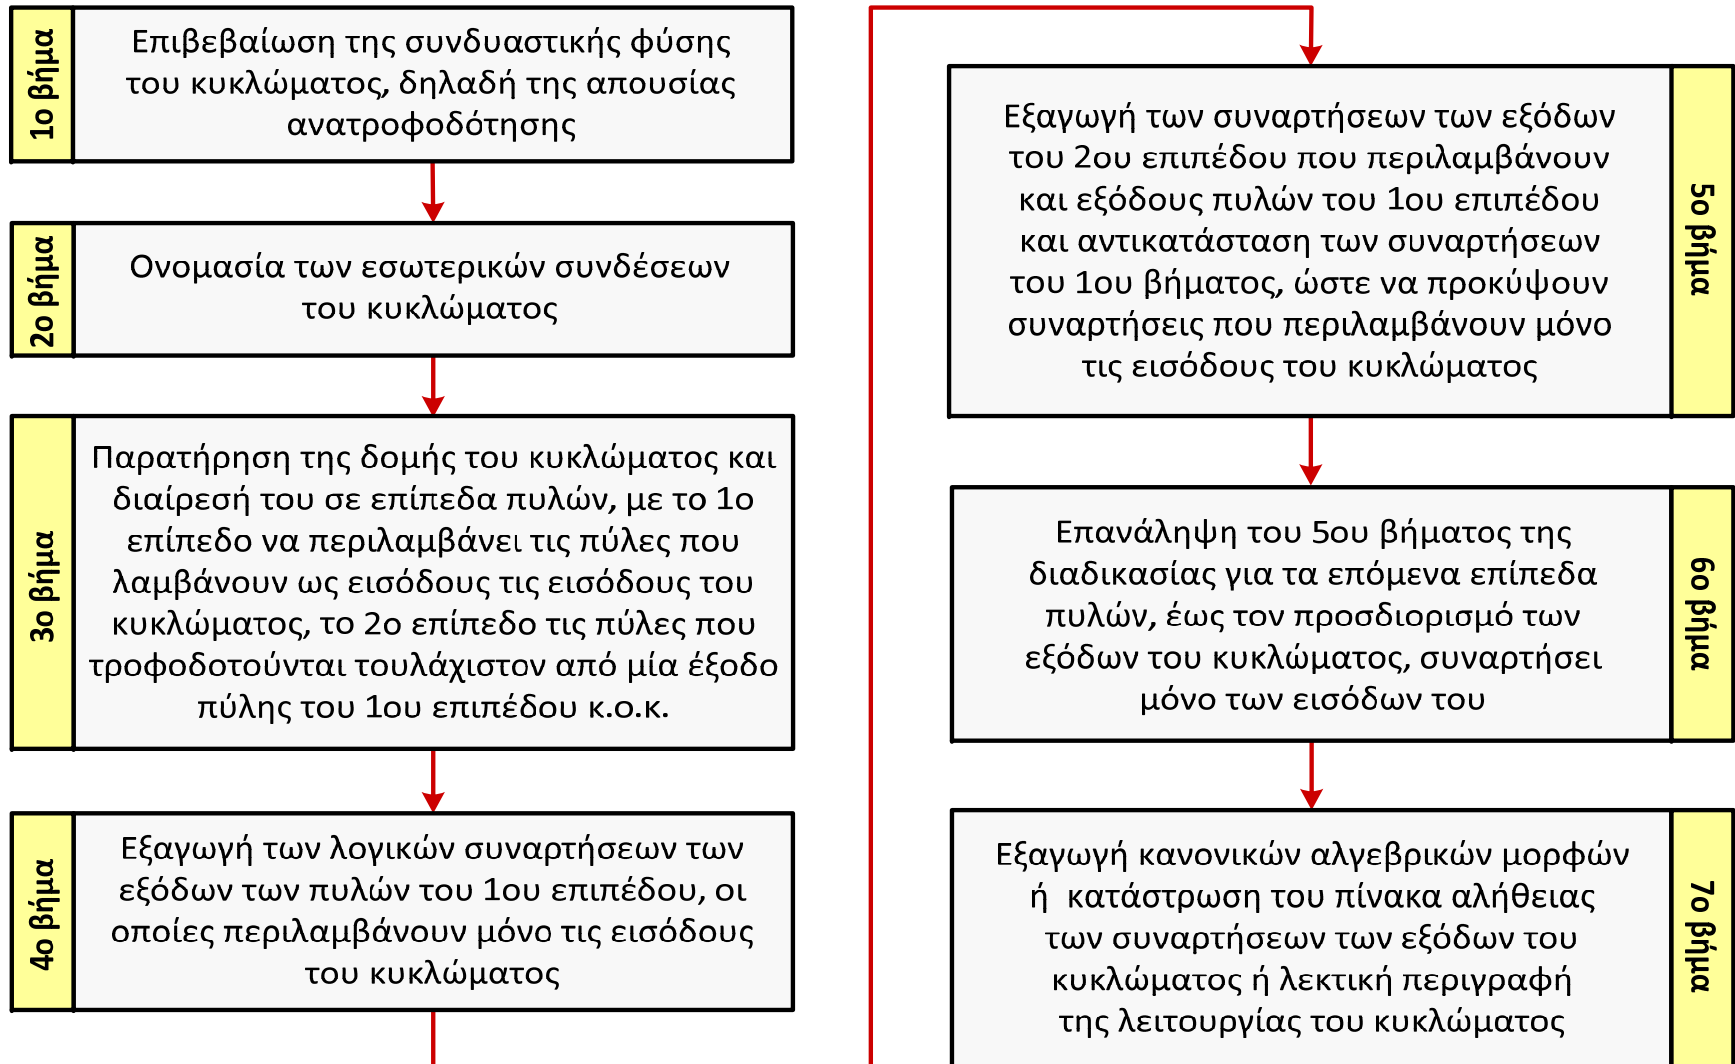 1ο βήμα
Επιβεβαίωση της συνδυαστικής φύσης
του κυκλώματος, δηλαδή της απουσίας
ανατροφοδότησης
2ο βήμα
Ονομασία των εσωτερικών συνδέσεων
του κυκλώματος
3ο βήμα
Παρατήρηση της δομής του κυκλώματος και
διαίρεσή του σε επίπεδα πυλών, με το 1ο
επίπεδο να περιλαμβάνει τις πύλες που
λαμβάνουν ως εισόδους τις εισόδους του
κυκλώματος, το 2ο επίπεδο τις πύλες που
τροφοδοτούνται τουλάχιστον από μία έξοδο
πύλης του 1ου επιπέδου κ.ο.κ.
4ο βήμα
Εξαγωγή των λογικών συναρτήσεων των
εξόδων των πυλών του 1ου επιπέδου, οι
οποίες περιλαμβάνουν μόνο τις εισόδους
του κυκλώματος
5ο βήμα
Εξαγωγή των συναρτήσεων των εξόδων
του 2ου επιπέδου που περιλαμβάνουν
και εξόδους πυλών του 1ου επιπέδου
και αντικατάσταση των συναρτήσεων
του 1ου βήματος, ώστε να προκύψουν
συναρτήσεις που περιλαμβάνουν μόνο
τις εισόδους του κυκλώματος
6ο βήμα
Επανάληψη του 5ου βήματος της
διαδικασίας για τα επόμενα επίπεδα
πυλών, έως τον προσδιορισμό των
εξόδων του κυκλώματος, συναρτήσει
μόνο των εισόδων του
7ο βήμα
Εξαγωγή κανονικών αλγεβρικών μορφών
ή κατάστρωση του πίνακα αλήθειας
των συναρτήσεων των εξόδων του
κυκλώματος ή λεκτική περιγραφή
της λειτουργίας του κυκλώματος